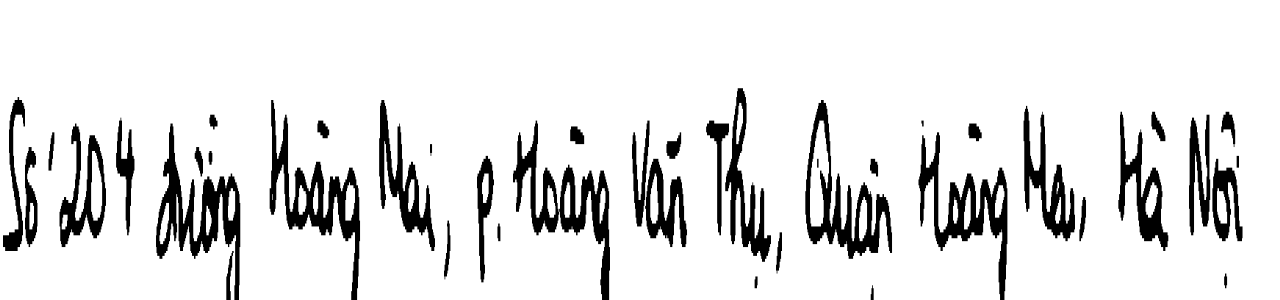 Số 204 đường Hoàng Mai, P. Hoàng Văn Thụ, Quận Hoàng Mai, Hà Nội